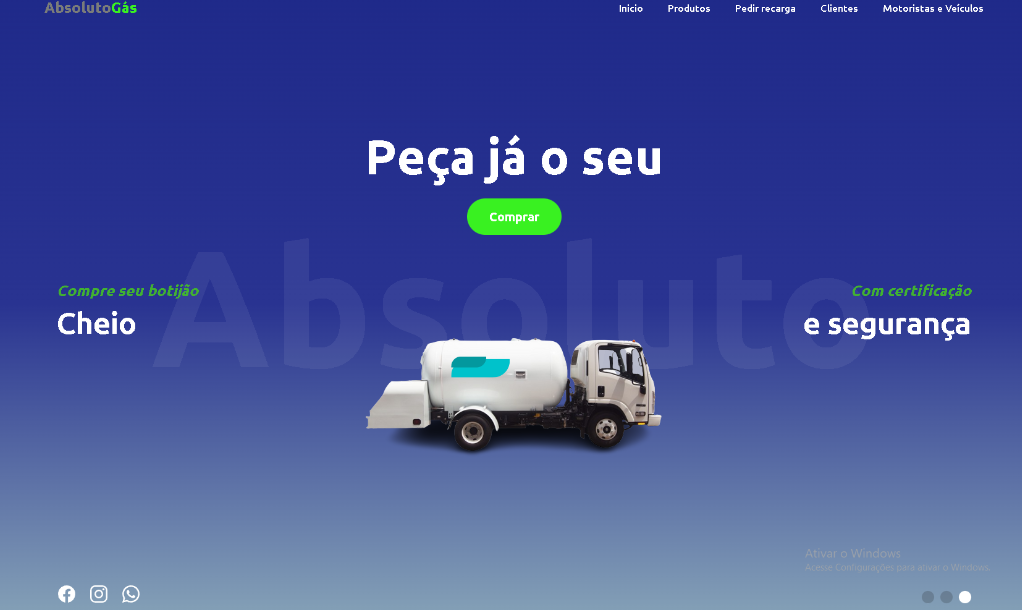 AbsolutoGás
Inicio Produtos Pedir recarga Clientes Motoristas e Veículos
Peça já o seu
Comprar
Absoluto
Compre seu botijão
Cheio
Com certificação
e segurança
Ativar o Windows
Acesse Configurações para ativar o Windows.